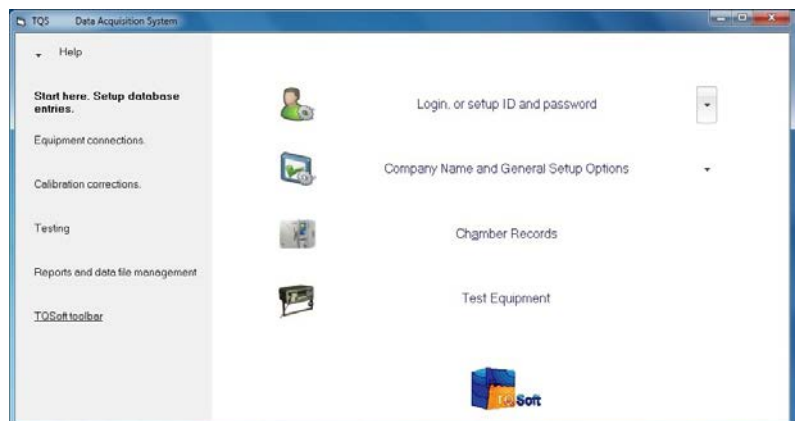 TQS Data Acquisition System
Help
Start here. Setup database
entries.
Equipment connections.
Calibration corrections.
Testing
Reports and data file management
TQSoft toolbar
Login, or setup ID and password
Company Name and General Setup Options
Chamber Records
Test Equipment
TQSoft